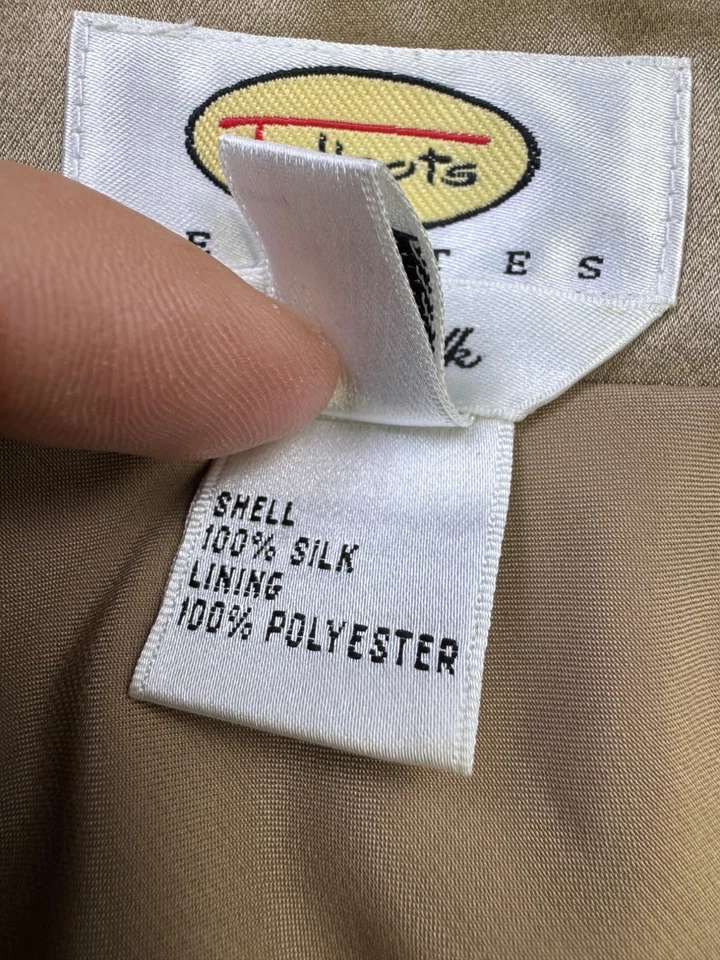 E T E S
SHELL
100% SILK
LINING
100% POLYESTER